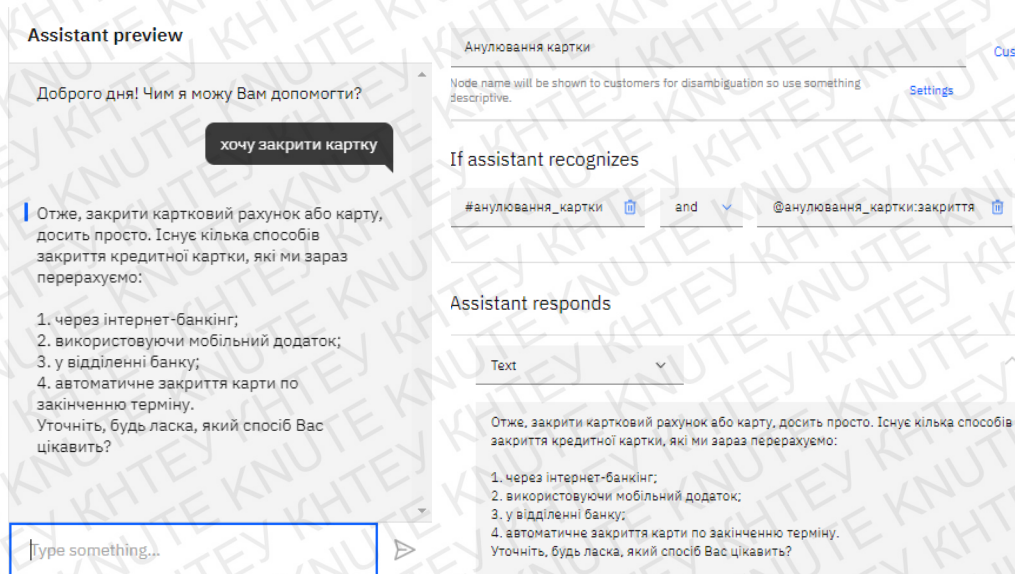 Assistant preview
Доброго дня! Чим я можу Вам допомогти?
хочу закрити картку
Отже, закрити картковий рахунок або карту,
досить просто. Існує кілька способів
закриття кредитної картки, які ми зараз
перерахуємо:
1. через інтернет-банкінг;
2. використовуючи мобільний додаток;
3. у відділенні банку;
4. автоматичне закриття карти по
закінченню терміну.
Уточніть, будь ласка, який спосіб Вас
цікавить?
Type something...
Анулювання картки
Cus
Node name will be shown to customers for disambiguation so use something
descriptive.
Settings
If assistant recognizes
#анулювання_картки and @анулювання_картки:закриття
Assistant responds
Text
Отже, закрити картковий рахунок або карту, досить просто. Існує кілька способів
закриття кредитної картки, які ми зараз перерахуємо:
1. через інтернет-банкінг;
2. використовуючи мобільний додаток;
3. у відділенні банку;
4. автоматичне закриття карти по закінченню терміну.
Уточніть, будь ласка, який спосіб Вас цікавить?
KNUTE KHTEY